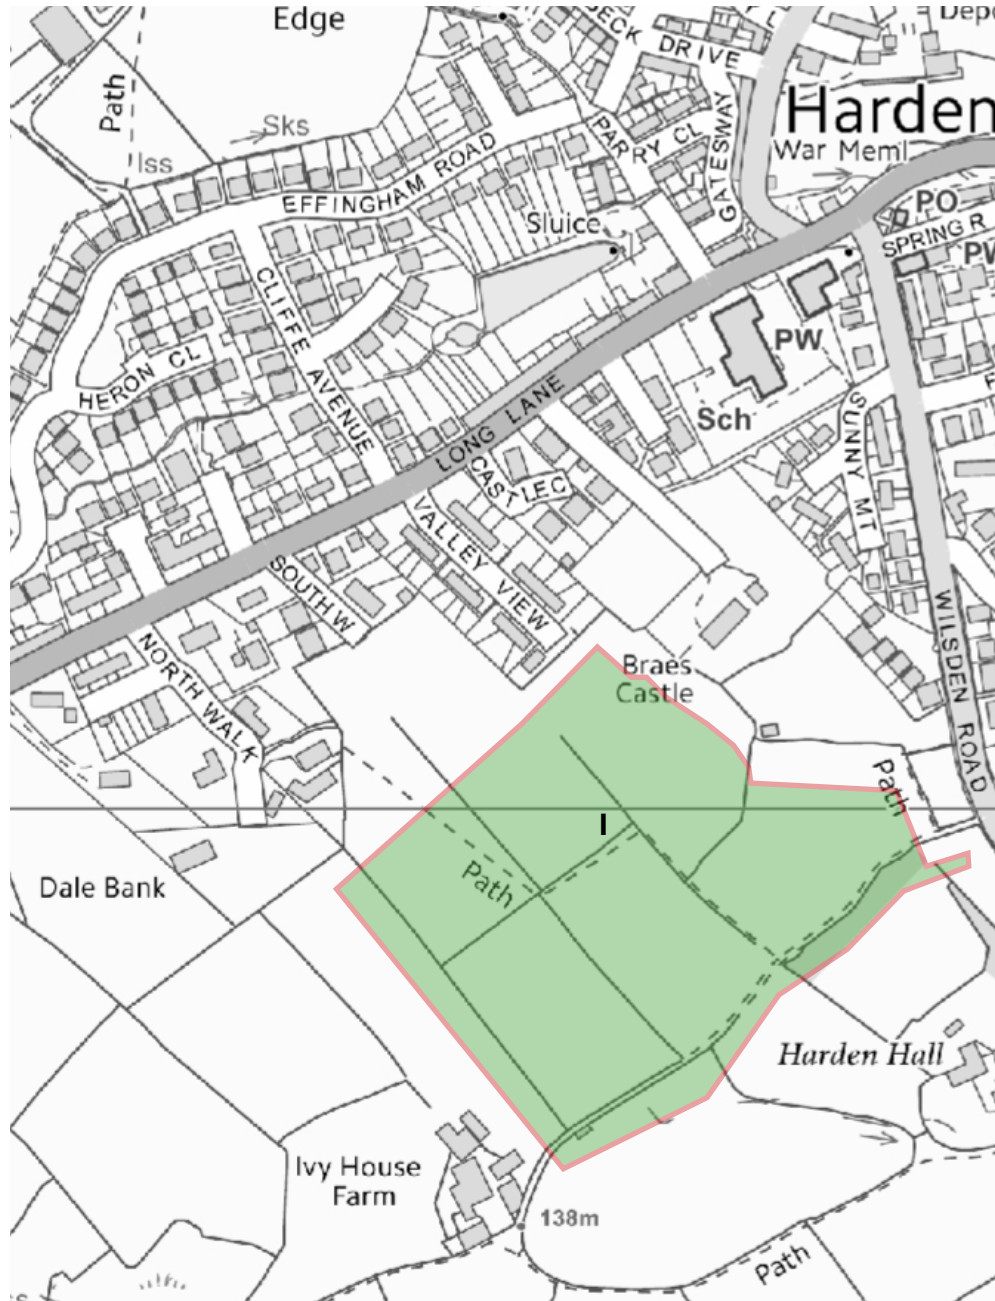 Edge
BECK DRIVE
Path
Harden
War Meml
Sks
Iss
PARRY CL
GATESWAY
EFFINGHAM ROAD
PO
SPRING R
Sluice
CLIFFE AVENUE
PW
HERON CL
LONG LANE
Sch
SUNNY MT
CASTLE C
VALLEY VIEW
SOUTHW
WILSDEN ROAD
NORTH WALK
Braes
Castle
Path
I
Path
Dale Bank
Harden Hall
Ivy House
Farm
138m
Path